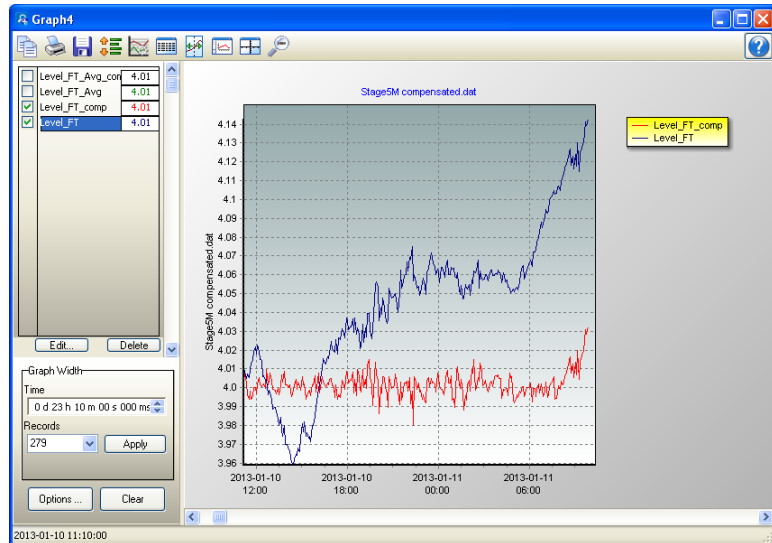 Graph4
Level_FT_Avg_con 4.01
Level_FT_Avg 4.01
Level_FT_comp 4.01
Level_FT 4.01
Edit... Delete
Graph Width
Time
0 d 23 h 10 m 00 s 000 ms
Records
279 Apply
Options ... Clear
Stage5M compensated.dat
Stage5M compensated.dat
4.14
4.13
4.12
4.11
4.1
4.09
4.08
4.07
4.06
4.05
4.04
4.03
4.02
4.01
4.0
3.99
3.98
3.97
3.96
2013-01-10 2013-01-10 2013-01-11 2013-01-11
12:00 18:00 00:00 06:00
Level_FT_comp
Level_FT
2013-01-10 11:10:00